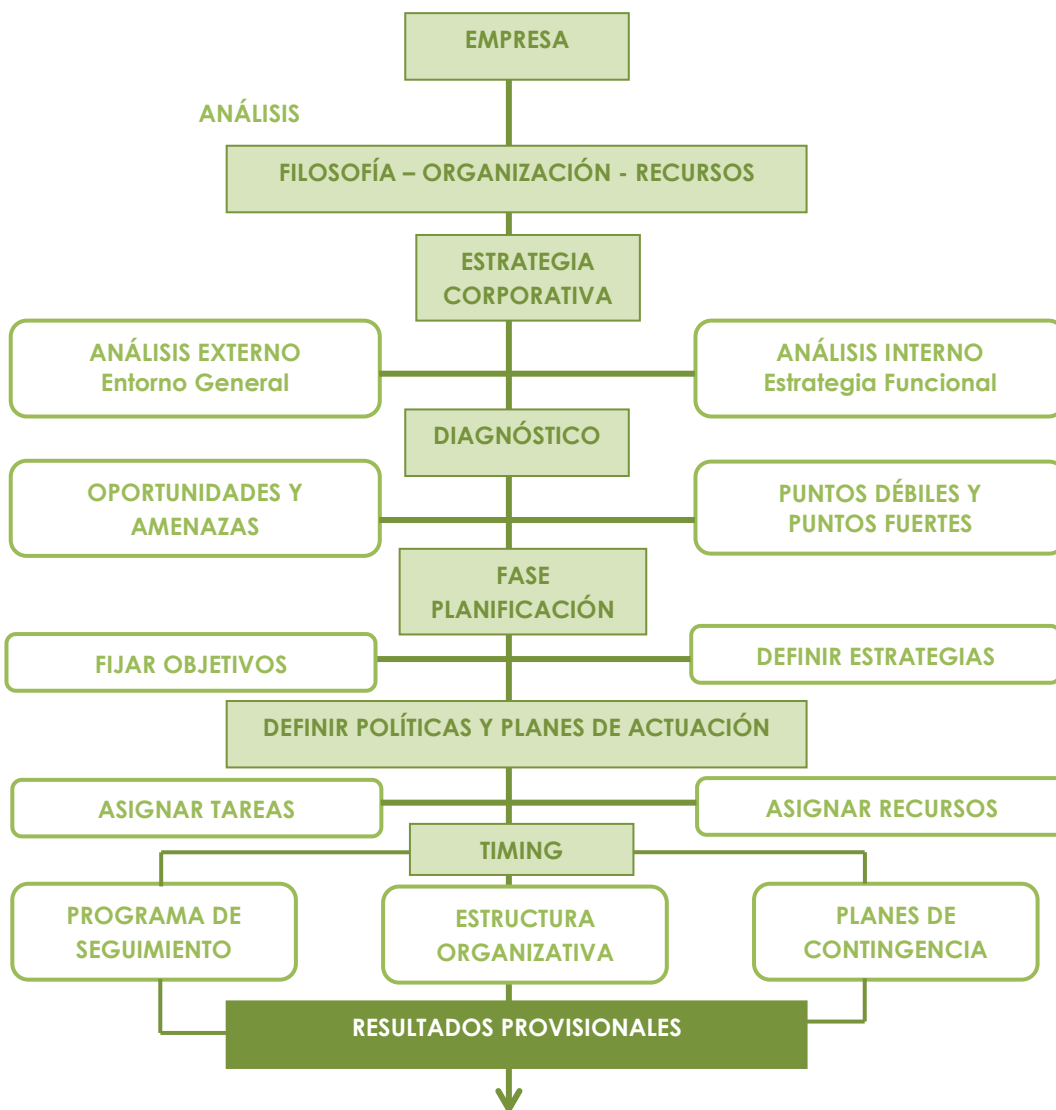 EMPRESA
ANÁLISIS
FILOSOFÍA – ORGANIZACIÓN - RECURSOS
ESTRATEGIA
CORPORATIVA
ANÁLISIS EXTERNO
Entorno General
ANÁLISIS INTERNO
Estrategia Funcional
DIAGNÓSTICO
OPORTUNIDADES Y
AMENAZAS
PUNTOS DÉBILES Y
PUNTOS FUERTES
FASE
PLANIFICACIÓN
FIJAR OBJETIVOS
DEFINIR ESTRATEGIAS
DEFINIR POLÍTICAS Y PLANES DE ACTUACIÓN
ASIGNAR TAREAS
ASIGNAR RECURSOS
TIMING
PROGRAMA DE
SEGUIMIENTO
ESTRUCTURA
ORGANIZATIVA
PLANES DE
CONTINGENCIA
RESULTADOS PROVISIONALES